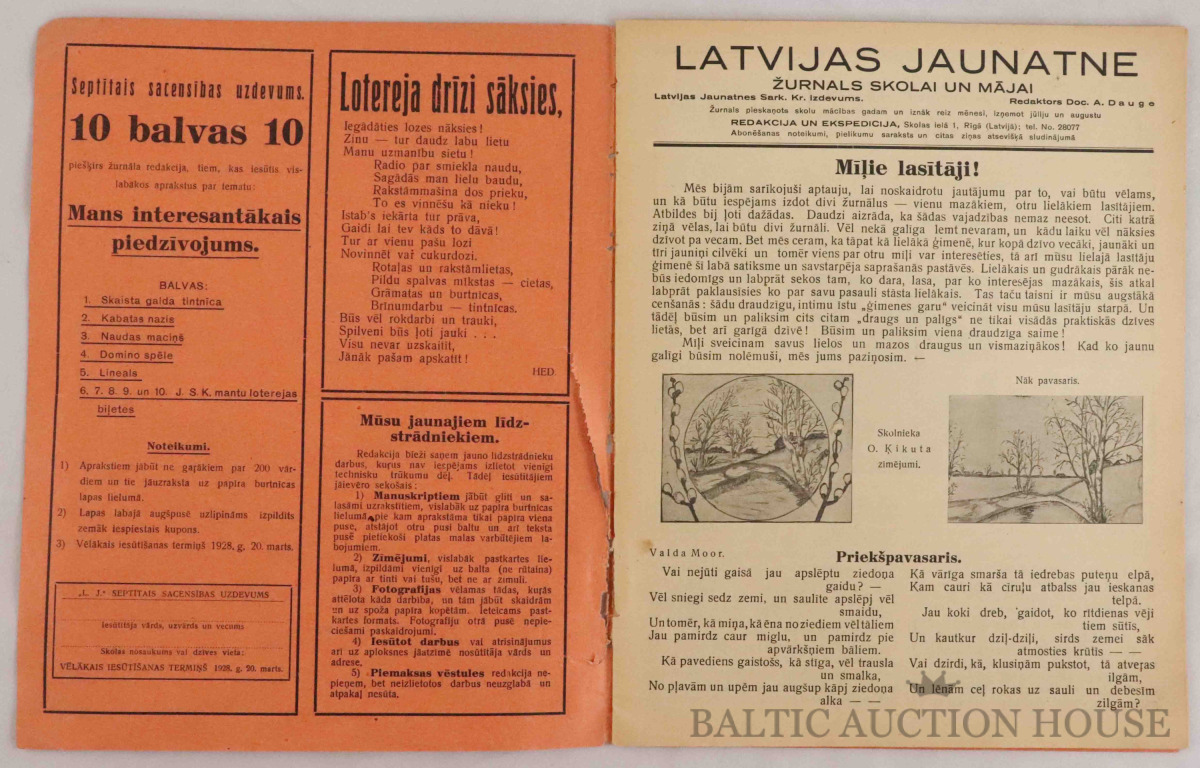 Septītais sacensības uzdevums.
10 balvas 10
piešķirs žurnāla redakcija, tiem, kas iesūtīs vis-
labākos aprakstus par tematu:
Mans interesantākais
piedzīvojums.
BALVAS:
1. Skaista galda tintnīca
2. Kabatas nazis
3. Naudas maciņš
4. Domino spēle
5. Lineals
6, 7. 8. 9. un 10. J. S. K. mantu loterejas
biļetes
Noteikumi.
1) Aprakstiem jābūt ne garākiem par 200 vār-
diem un tie jāuzraksta uz papīra burtnīcas
lapas lielumā.
2) Lapas labajā augšpusē uzlīpināms izpildīts
zemāk iespiestais kupons.
3) Vēlākais iesūtīšanas termiņš 1928. g. 20. marts.
„L. J.“ SEPTĪTAIS SACENSĪBAS UZDEVUMS
Iesūtītāja vārds, uzvārds un vecums
Skolas nosaukums vai dzīves vieta:
VĒLĀKAIS IESŪTĪŠANAS TERMIŅŠ 1928. g. 20. marts.
Lotereja drīzi sāksies,
Iegādāties lozes nāksies!
Zinu — tur daudz labu lietu
Manu uzmanību sietu!
Radio par smiekla naudu,
Sagādās man lielu baudu,
Rakstāmmašīna dos prieku,
To es vinnēšu kā nieku!
Istab's iekārta tur prāva,
Gaidi lai tev kāds to dāvā!
Tur ar vienu pašu lozi
Novinnēt var cukurdozi.
Rotaļas un rakstāmlietas,
Pildu spalvas mīkstas — cietas,
Grāmatas un burtnīcas,
Brīnumdarbu — tintnīcas.
Būs vēl rokdarbi un trauki,
Spilveni būs ļoti jauki . . .
Visu nevar uzskaitīt,
Jānāk pašam apskatīt!
HED.
Mūsu jaunajiem līdz-
strādniekiem.
Redakcija bieži saņem jauno līdzstrādnieku
darbus, kuŗus nav iespējams izlietot vienīgi
technisku trūkumu dēļ. Tādēļ iesūtītājiem
jāievēro sekošais:
1) Manuskriptiem jābūt glīti un sa-
lasāmi uzrakstītiem, vislabāk uz papīra burtnīcas
lielumā, pie kam aprakstāma tikai papīra viena
puse, atstājot otru pusi baltu un arī teksta
pusē pietiekoši platas malas varbūtējiem la-
bojumiem.
2) Zīmējumi, vislabāk pastkartes lie-
lumā, izpildāmi vienīgi uz balta (ne rūtaina)
papīra ar tinti vai tušu, bet ne ar zīmuli.
3) Fotografijas vēlamas tādas, kuŗās
attēlota kāda darbība, un tām jābūt skaidrām
un uz spoža papīra kopētām. Ieteicams past-
kartes formats. Fotografiju otrā pusē nepie-
ciešami paskaidrojumi.
4) Iesūtot darbus vai atrisinājumus
arī uz aploksnes jāatzīmē nosūtītāja vārds un
adrese.
5) Piemaksas vēstules redakcija ne-
pieņem, bet neizlietotos darbus neuzglabā un
atpakaļ nesūta.
LATVIJAS JAUNATNE
ŽURNALS SKOLAI UN MĀJAI
Latvijas Jaunatnes Sark. Kr. izdevums. Redaktors Doc. A. Dauge
Žurnals pieskaņots skolu mācības gadam un iznāk reiz mēnesī, izņemot jūliju un augustu
REDAKCIJA UN EKSPEDICIJA, Skolas ielā 1, Rīgā (Latvijā); tel. No. 28077
Abonēšanas noteikumi, pielikumu saraksts un citas ziņas atsevišķā sludinājumā
Mīļie lasītāji!
Mēs bijām sarīkojuši aptauju, lai noskaidrotu jautājumu par to, vai būtu vēlams,
un kā būtu iespējams izdot divi žurnālus — vienu mazākiem, otru lielākiem lasītājiem.
Atbildes bij ļoti dažādas. Daudzi aizrāda, ka šādas vajadzības nemaz neesot. Citi katrā
ziņā vēlas, lai būtu divi žurnāli. Vēl nekā galīga lemt nevaram, un kādu laiku vēl nāksies
dzīvot pa vecam. Bet mēs ceram, ka tāpat kā lielākā ģimenē, kur kopā dzīvo vecāki, jaunāki un
tīri jauniņi cilvēki un tomēr viens par otru mīļi var interesēties, tā arī mūsu lielajā lasītāju
ģimenē šī labā satiksme un savstarpēja saprašanās pastāvēs. Lielākais un gudrākais pārāk ne-
būs iedomīgs un labprāt sekos tam, ko dara, lasa, par ko interesējas mazākais, šis atkal
labprāt paklausīsies ko par savu pasauli stāsta lielākais. Tas taču taisni ir mūsu augstākā
cenšanās: šādu draudzīgu, intīmu īstu „ģimenes garu“ veicināt visu mūsu lasītāju starpā. Un
tādēļ būsim un paliksim cits citam „draugs un palīgs“ ne tikai visādās praktiskās dzīves
lietās, bet arī garīgā dzīvē! Būsim un paliksim viena draudzīga saime!
Mīļi sveicinam savus lielos un mazos draugus un vismaziņākos! Kad ko jaunu
galīgi būsim nolēmuši, mēs jums paziņosim. —
Nāk pavasaris.
Skolnieka
O. Ķikuta
zīmējumi.
Valda Moor.
Priekšpavasaris.
Vai nejūti gaisā jau apslēptu ziedoņa
gaidu? —
Vēl sniegi sedz zemi, un saulīte apslēpj vēl
smaidu,
Un tomēr, kā miņa, kā ēna no ziediem vēl tāliem
Jau pamirdz caur miglu, un pamirdz pie
apvārkšņiem bāliem.
Kā pavediens gaistošs, kā stīga, vēl trausla
un smalka,
No pļavām un upēm jau augšup kāpj ziedoņa
alka — —
Kā vārīga smarša tā iedrebas puteņu elpā,
Kam cauri kā cīruļu atbalss jau ieskanas
telpā.
Jau koki dreb, gaidot, ko rītdienas vēji
tiem sūtīs,
Un kautkur dziļ-dziļi, sirds zemei sāk
atmosties krūtīs — —
Vai dzirdi, kā, klusiņām pukstot, tā atveŗas
ilgām,
Un lēnām ceļ rokas uz sauli un debesīm
zilgām?
BALTIC AUCTION HOUSE